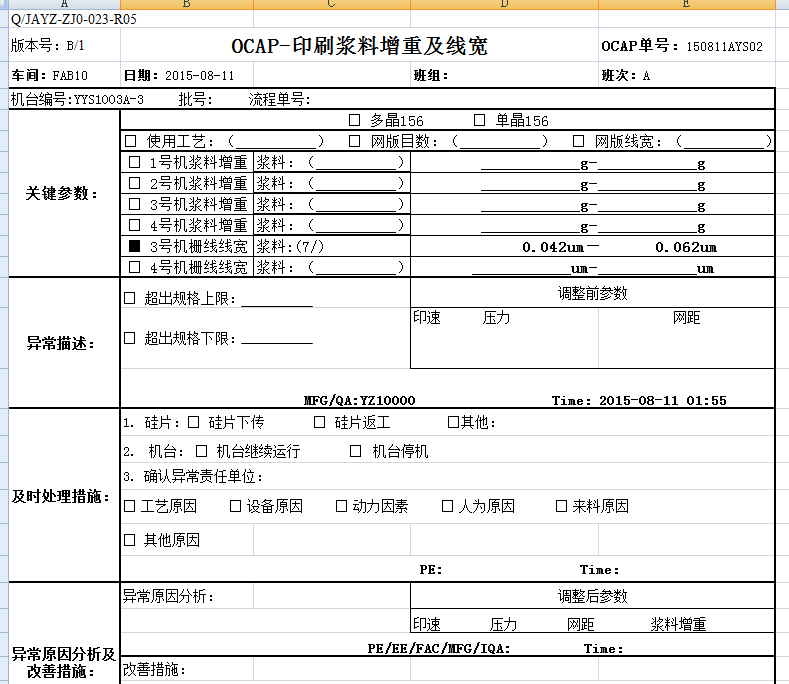 A B C D E
Q/JAYZ-ZJ0-023-R05
版本号：B/1 OCAP-印刷浆料增重及线宽 OCAP单号：150811AYS02
车间：FAB10 日期：2015-08-11 班组： 班次：A
机台编号:YYS1003A-3 批号： 流程单号：
□ 多晶156 □ 单晶156
□ 使用工艺：（__________） □ 网版目数：（__________） □ 网版线宽：（__________）
关键参数：
□ 1号机浆料增重 浆料：（__________） __________g-__________g
□ 2号机浆料增重 浆料：（__________） __________g-__________g
□ 3号机浆料增重 浆料：（__________） __________g-__________g
□ 4号机浆料增重 浆料：（__________） __________g-__________g
■ 3号机栅线线宽 浆料:(7/) 0.042um— 0.062um
□ 4号机栅线线宽 浆料：（__________） __________um-__________um
异常描述：
□ 超出规格上限：__________ 调整前参数
印速 压力 网距
□ 超出规格下限：__________
MFG/QA:YZ10000 Time：2015-08-11 01:55
及时处理措施：
1. 硅片：□ 硅片下传 □ 硅片返工 □其他：
2. 机台：□ 机台继续运行 □ 机台停机
3. 确认异常责任单位：
□ 工艺原因 □ 设备原因 □ 动力因素 □ 人为原因 □ 来料原因
□ 其他原因
PE: Time：
异常原因分析及
改善措施：
异常原因分析： 调整后参数
印速 压力 网距 浆料增重
PE/EE/FAC/MFG/IQA： Time：
改善措施：